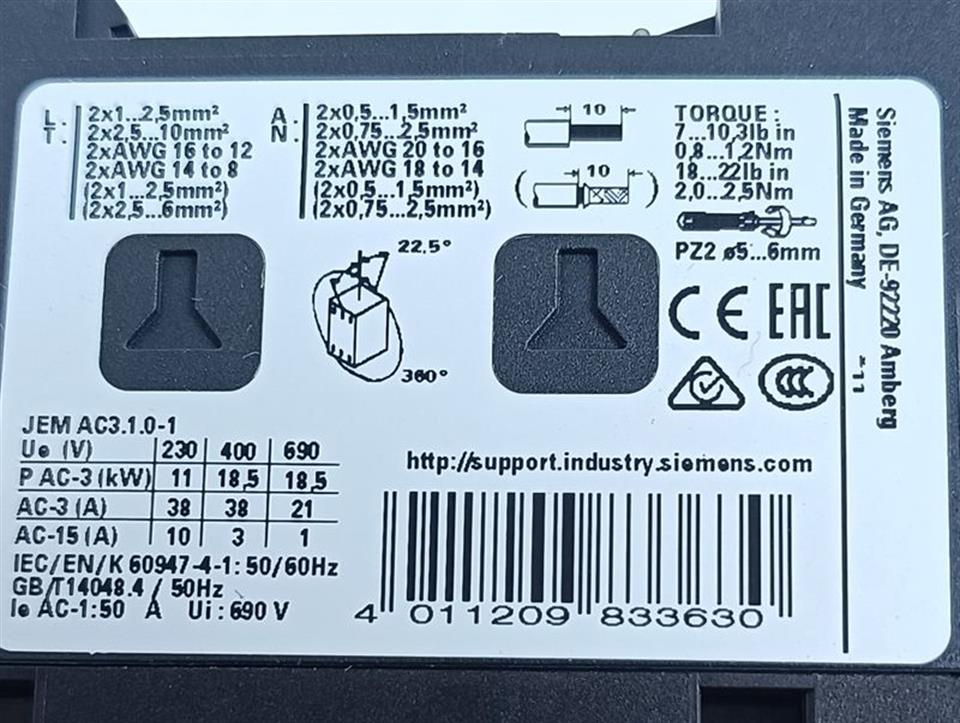 L : 2x1...2,5mm²
T : 2x2,5...10mm²
2xAWG 16 to 12
2xAWG 14 to 8
(2x1...2,5mm²)
(2x2,5...6mm²)
A : 2x0,5...1,5mm²
N : 2x0,75...2,5mm²
2xAWG 20 to 16
2xAWG 18 to 14
(2x0,5...1,5mm²)
(2x0,75...2,5mm²)
10
( 10 )
TORQUE :
7...10,3lb in
0,8...1,2Nm
18...22lb in
2,0...2,5Nm
PZ2 ø5...6mm
22.5°
360°
CE EAC
CCC
Siemens AG, DE-92220 Amberg
Made in Germany *11
JEM AC3.1.0-1
Ue (V) 230 400 690
P AC-3 (kW) 11 18,5 18,5
AC-3 (A) 38 38 21
AC-15 (A) 10 3 1
IEC/EN/K 60947-4-1: 50/60Hz
GB/T14048.4 / 50Hz
Ie AC-1:50 A Ui : 690 V
http://support.industry.siemens.com
4 011209 833630